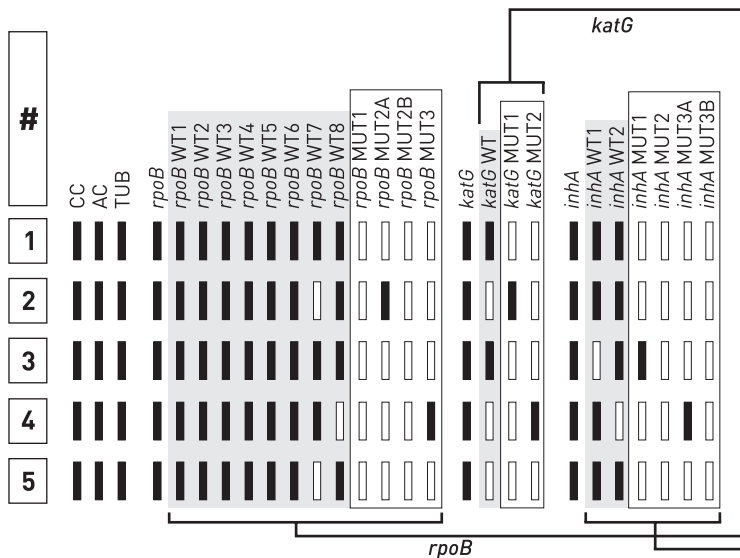 katG
#
CC
AC
TUB
rpoB
rpoB WT1
rpoB WT2
rpoB WT3
rpoB WT4
rpoB WT5
rpoB WT6
rpoB WT7
rpoB WT8
rpoB MUT1
rpoB MUT2A
rpoB MUT2B
rpoB MUT3
katG
katG WT
katG MUT1
katG MUT2
inhA
inhA WT1
inhA WT2
inhA MUT1
inhA MUT2
inhA MUT3A
inhA MUT3B
1
2
3
4
5
rpoB